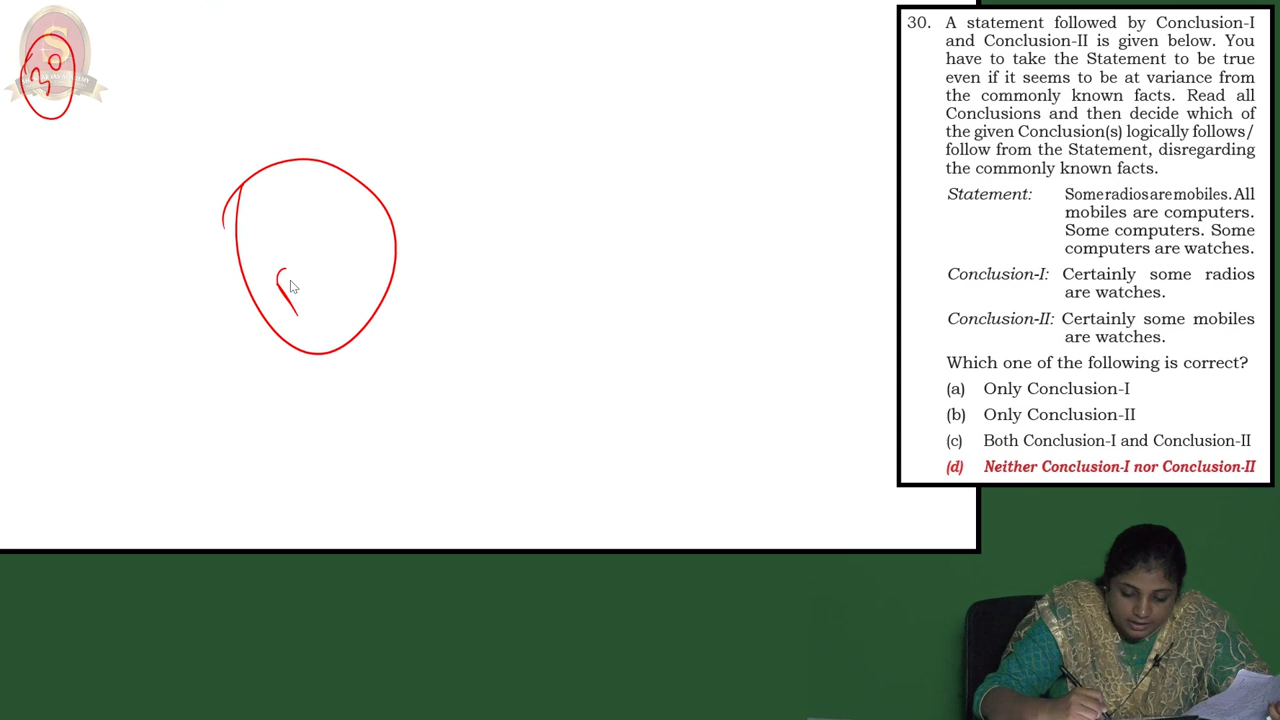 30
S
30. A statement followed by Conclusion-I
and Conclusion-II is given below. You
have to take the Statement to be true
even if it seems to be at variance from
the commonly known facts. Read all
Conclusions and then decide which of
the given Conclusion(s) logically follows/
follow from the Statement, disregarding
the commonly known facts.
Statement: Some radios are mobiles. All
mobiles are computers.
Some computers. Some
computers are watches.
Conclusion-I: Certainly some radios
are watches.
Conclusion-II: Certainly some mobiles
are watches.
Which one of the following is correct?
(a) Only Conclusion-I
(b) Only Conclusion-II
(c) Both Conclusion-I and Conclusion-II
(d) Neither Conclusion-I nor Conclusion-II